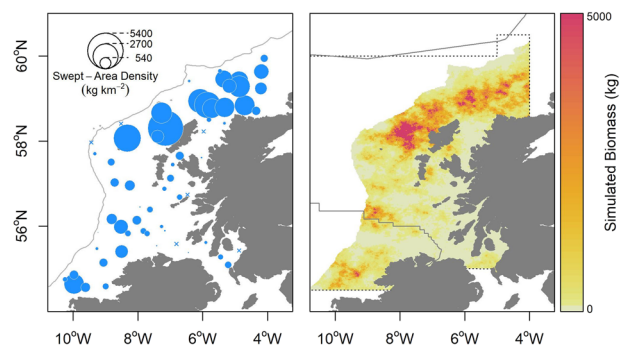 60°N
58°N
56°N
5400
2700
540
Swept−Area Density
(kg km⁻²)
10°W 8°W 6°W 4°W
10°W 8°W 6°W 4°W
5000
0
Simulated Biomass (kg)